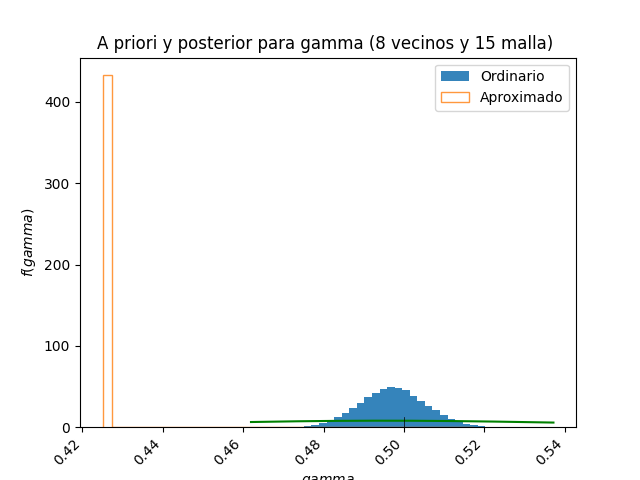 A priori y posterior para gamma (8 vecinos y 15 malla)
Ordinario
Aproximado
f(gamma)
400
300
200
100
0
0.42
0.44
0.46
0.48
0.50
0.52
0.54
gamma